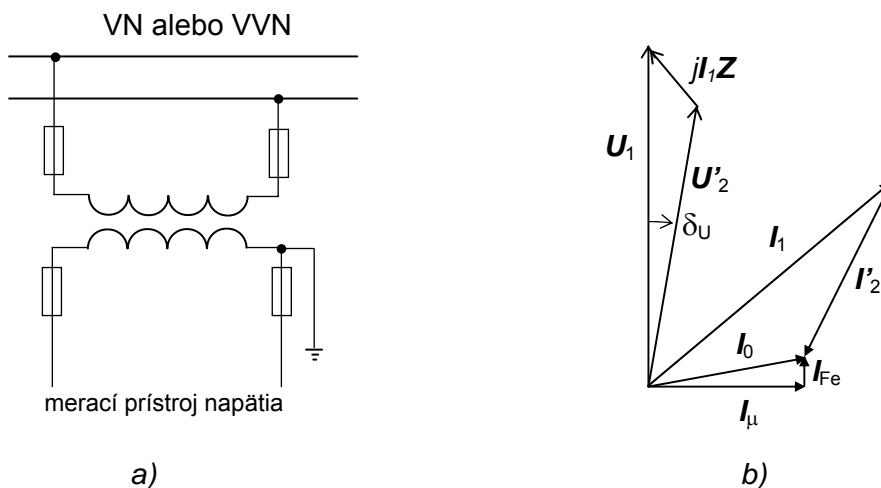 VN alebo VVN
merací prístroj napätia
a)
jI₁Z
U₁
U'₂
δU
I₁
I'₂
I₀
IFe
Iμ
b)